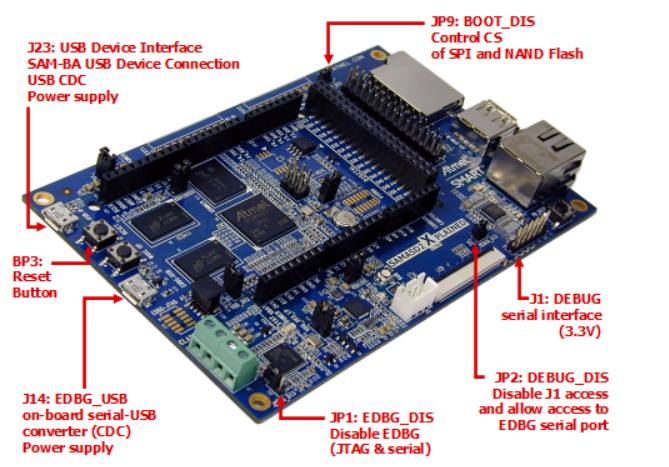 JP9: BOOT_DIS
Control CS
of SPI and NAND Flash
J23: USB Device Interface
SAM-BA USB Device Connection
USB CDC
Power supply
Atmel
SMART
Atmel
SAMA5D2 XPLAINED
BP3:
Reset
Button
J1: DEBUG
serial interface
(3.3V)
J14: EDBG_USB
on-board serial-USB
converter (CDC)
Power supply
JP1: EDBG_DIS
Disable EDBG
(JTAG & serial)
JP2: DEBUG_DIS
Disable J1 access
and allow access to
EDBG serial port